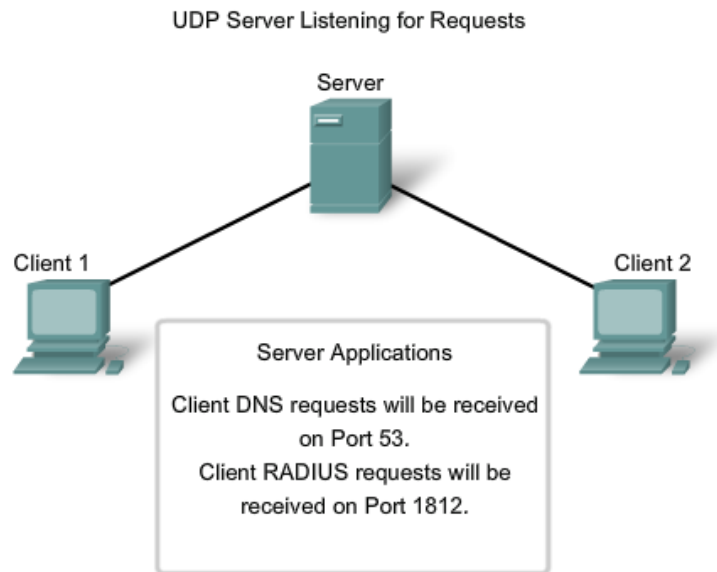 UDP Server Listening for Requests
Server
Client 1
Client 2
Server Applications
Client DNS requests will be received
on Port 53.
Client RADIUS requests will be
received on Port 1812.